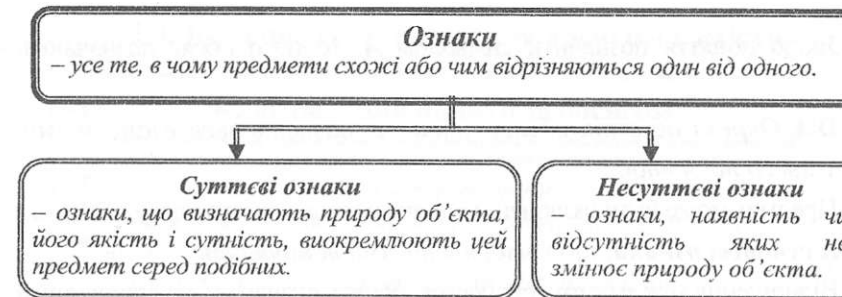 Ознаки
– усе те, в чому предмети схожі або чим відрізняються один від одного.
Суттєві ознаки
– ознаки, що визначають природу об’єкта,
його якість і сутність, виокремлюють цей
предмет серед подібних.
Несуттєві ознаки
– ознаки, наявність чи
відсутність яких не
змінює природу об’єкта.